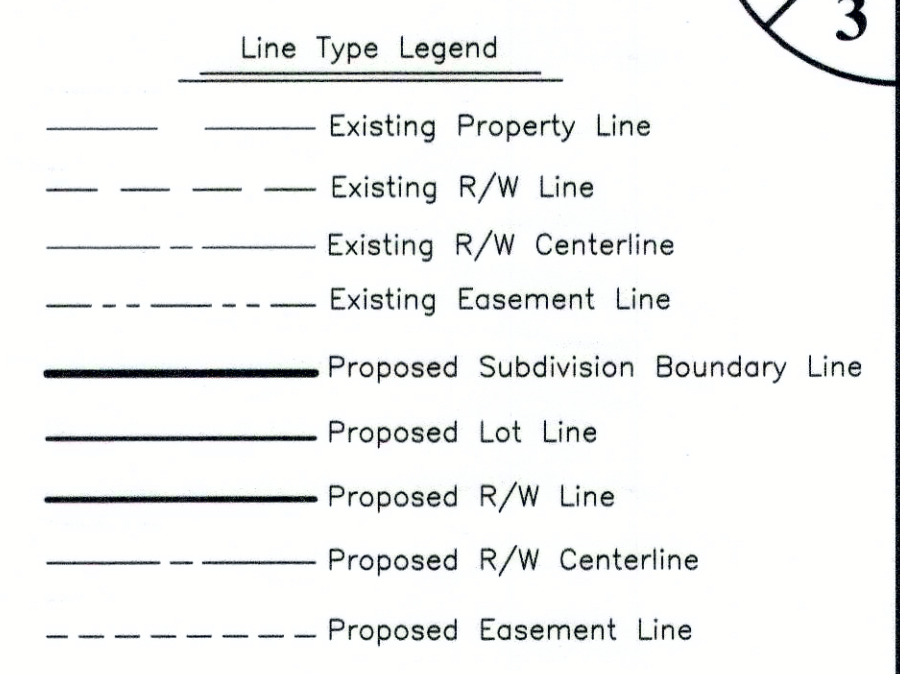 3
Line Type Legend
Existing Property Line
Existing R/W Line
Existing R/W Centerline
Existing Easement Line
Proposed Subdivision Boundary Line
Proposed Lot Line
Proposed R/W Line
Proposed R/W Centerline
Proposed Easement Line